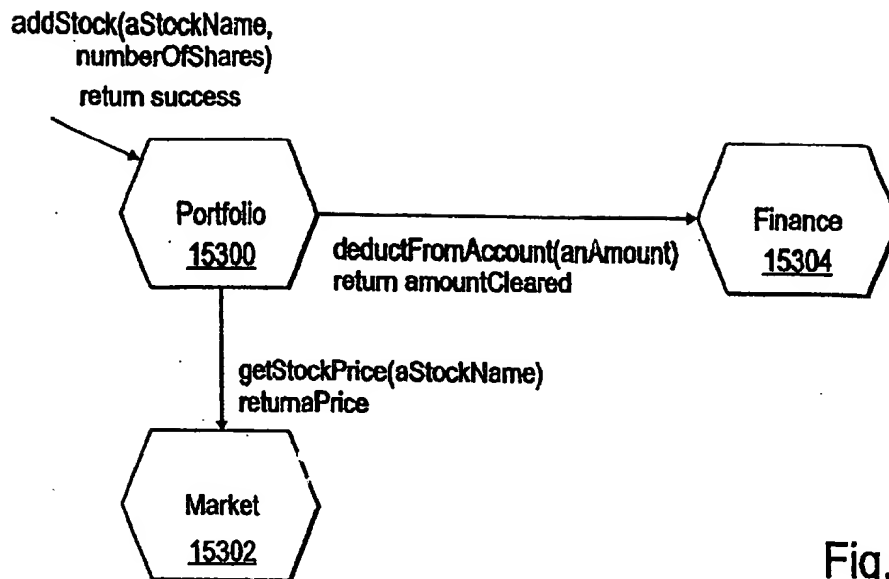 addStock(aStockName,
numberOfShares)
return success
Portfolio
15300
Finance
15304
deductFromAccount(anAmount)
return amountCleared
getStockPrice(aStockName)
returnaPrice
Market
15302
Fig.